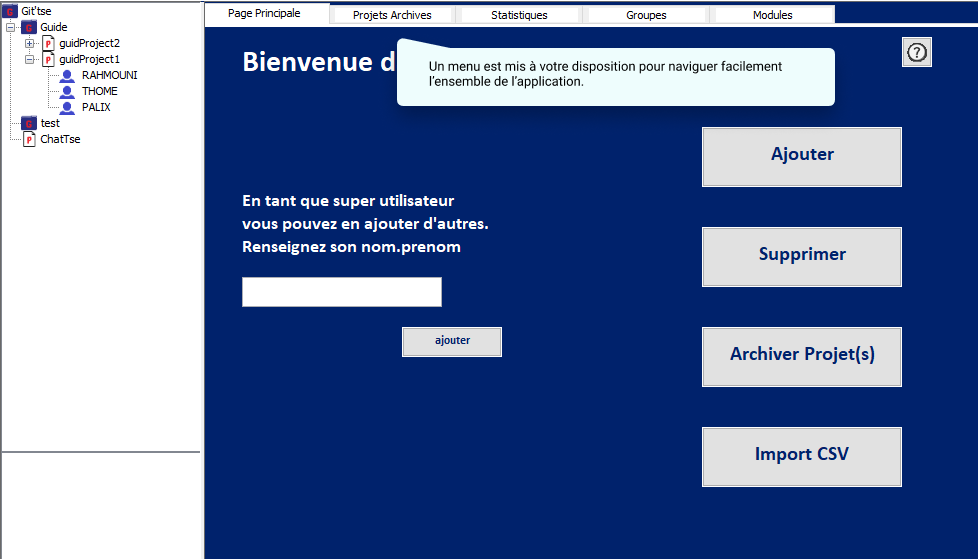 Git'tse
Guide
guidProject2
guidProject1
RAHMOUNI
THOME
PALIX
test
ChatTse
Page Principale
Projets Archives
Statistiques
Groupes
Modules
Bienvenue d
Un menu est mis à votre disposition pour naviguer facilement
l'ensemble de l'application.
?
En tant que super utilisateur
vous pouvez en ajouter d'autres.
Renseignez son nom.prenom
ajouter
Ajouter
Supprimer
Archiver Projet(s)
Import CSV